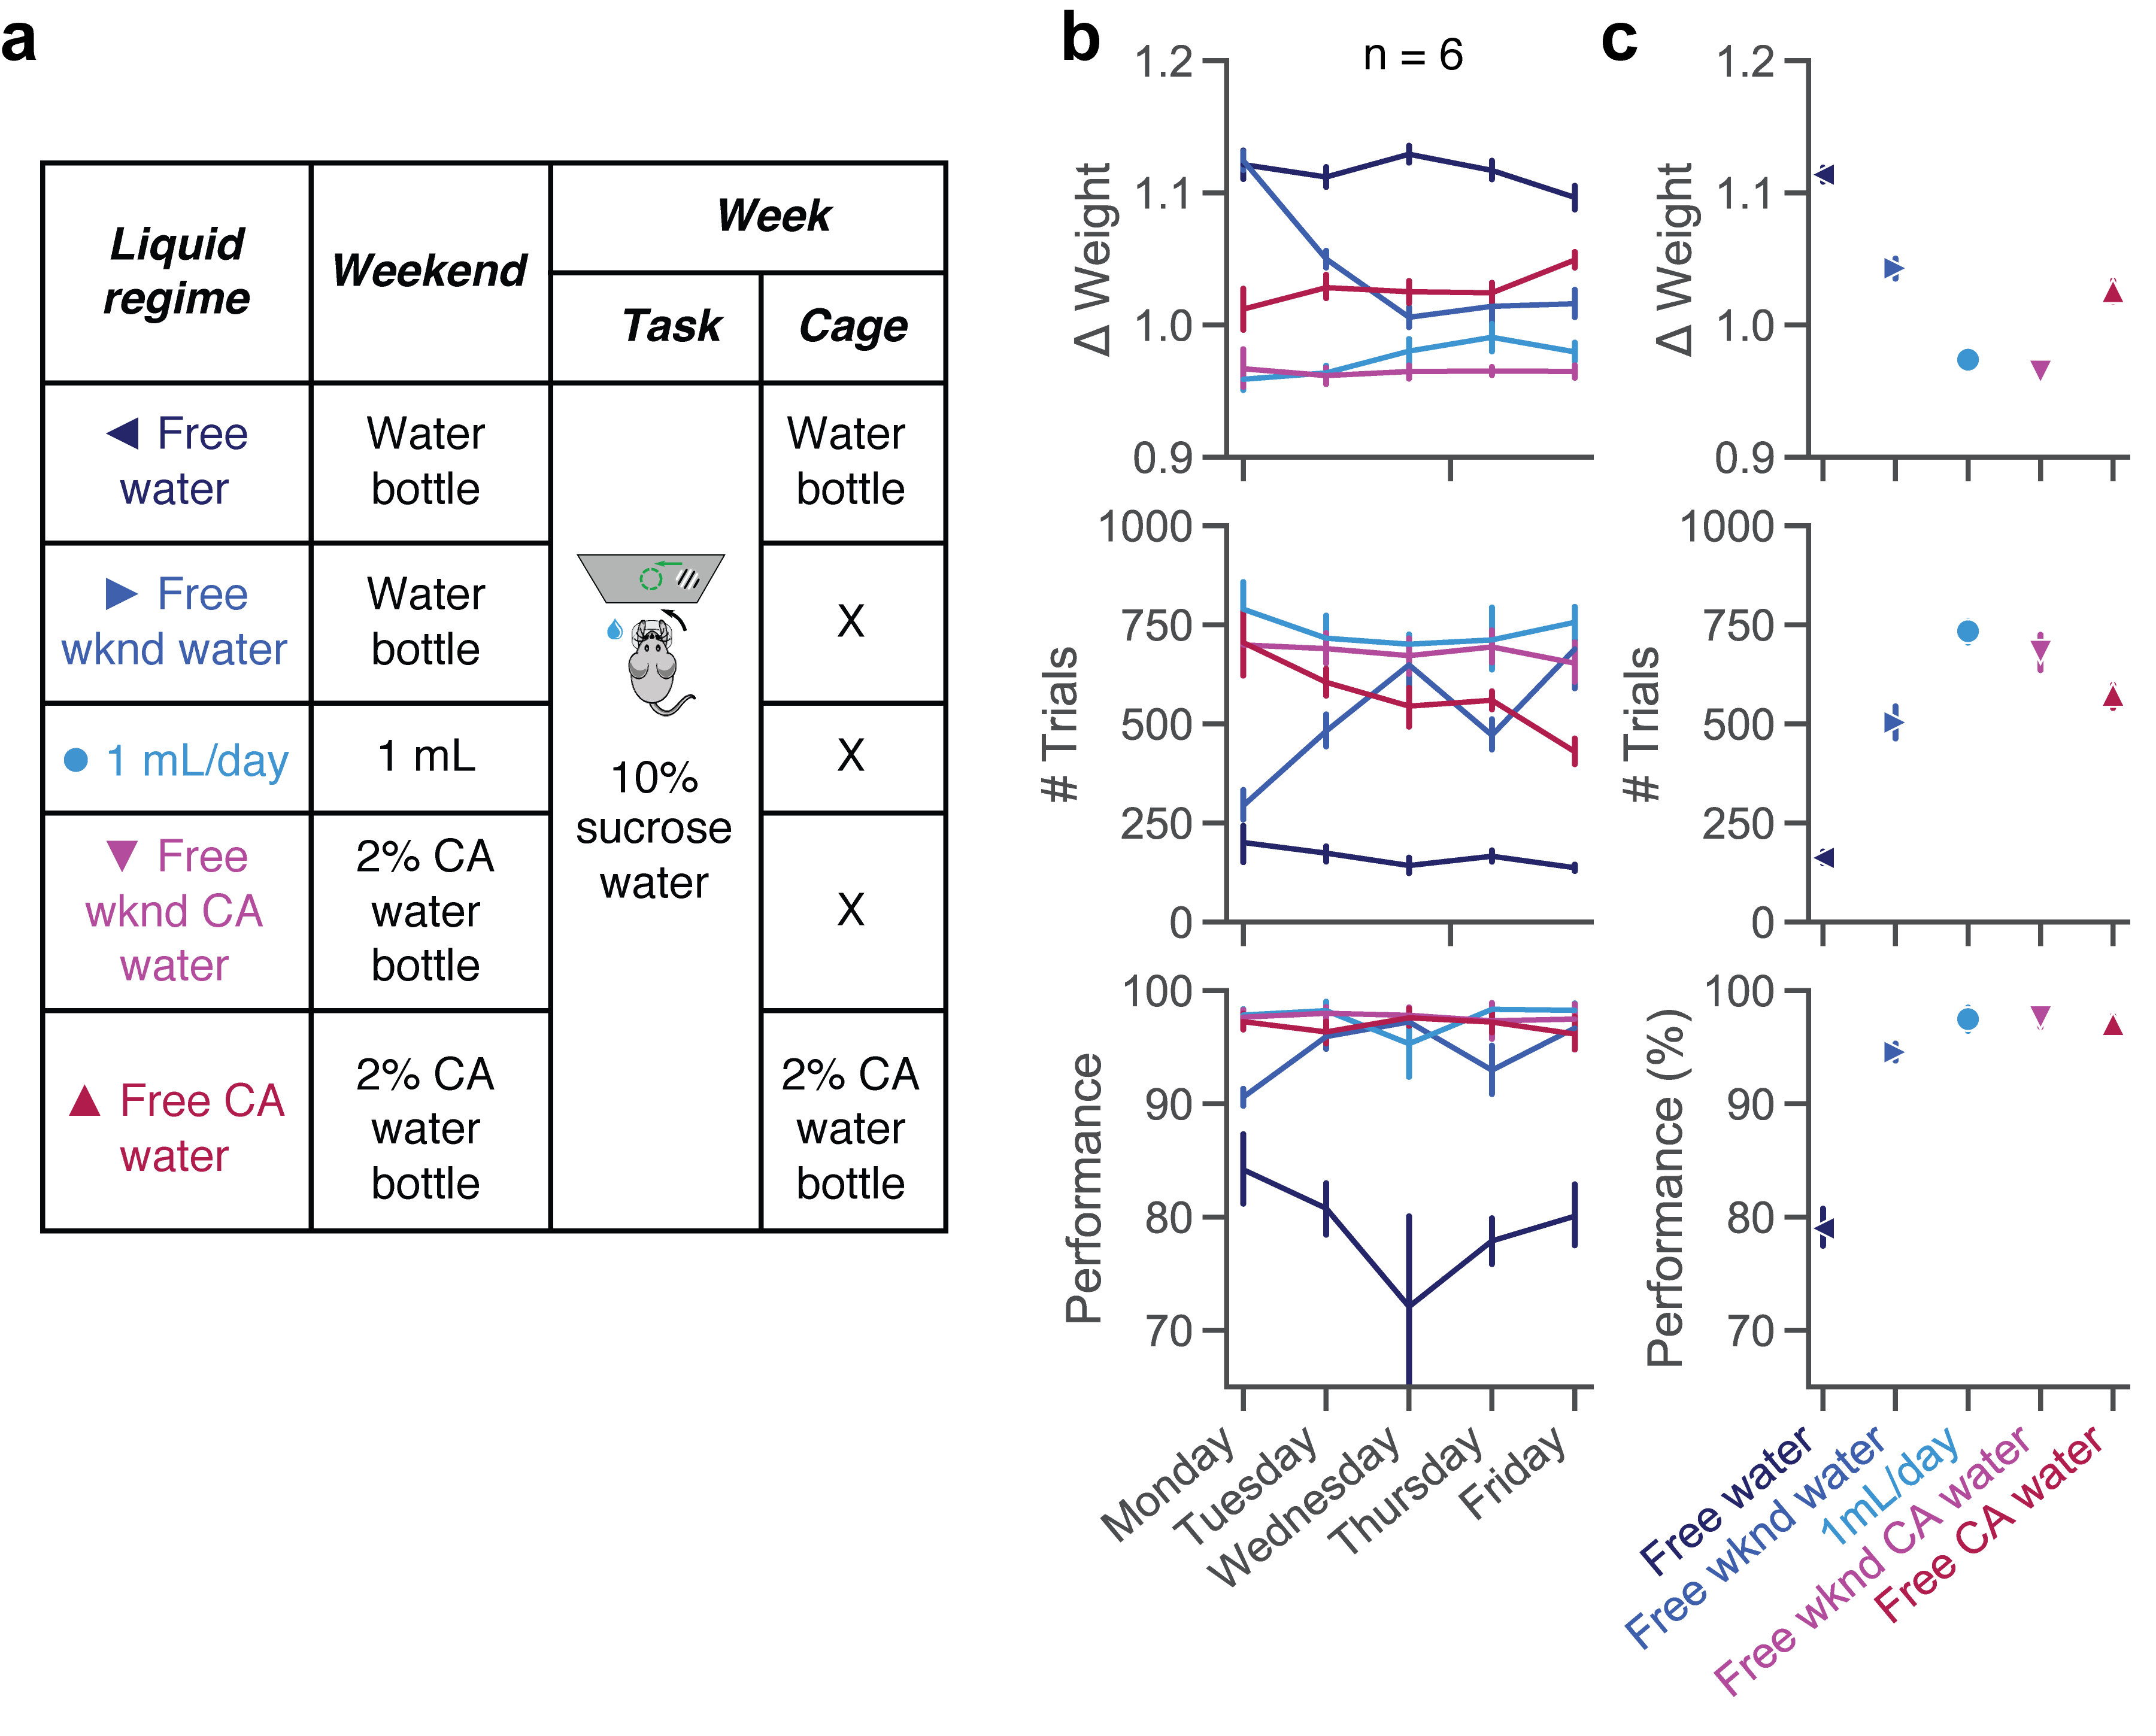 a
Liquid
regime
Weekend
Week
Task
Cage
Free
water
Water
bottle
Water
bottle
Free
wknd water
Water
bottle
X
1 mL/day
1 mL
X
10%
sucrose
water
Free
wknd CA
water
2% CA
water
bottle
X
Free CA
water
2% CA
water
bottle
2% CA
water
bottle
b
n = 6
Δ Weight
1.2
1.1
1.0
0.9
# Trials
1000
750
500
250
0
Performance
100
90
80
70
Monday
Tuesday
Wednesday
Thursday
Friday
c
Δ Weight
1.2
1.1
1.0
0.9
# Trials
1000
750
500
250
0
Performance (%)
100
90
80
70
Free water
Free wknd water
1mL/day
Free wknd CA water
Free CA water